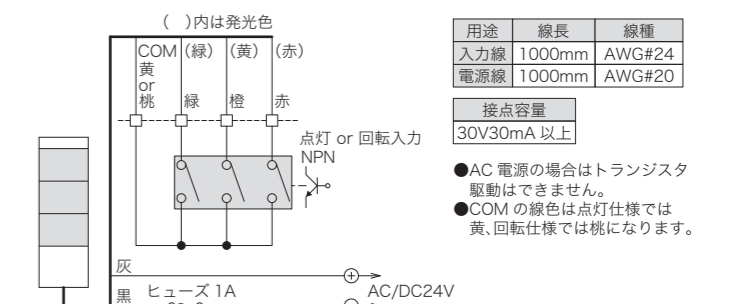 ( )内は発光色
COM (緑) (黄) (赤)
黄
or
桃 緑 橙 赤
点灯 or 回転入力
NPN
灰
黒 ヒューズ 1A
AC/DC24V
用途 線長 線種
入力線 1000mm AWG#24
電源線 1000mm AWG#20
接点容量
30V30mA 以上
●AC 電源の場合はトランジスタ
駆動はできません。
●COM の線色は点灯仕様では
黄、回転仕様では桃になります。